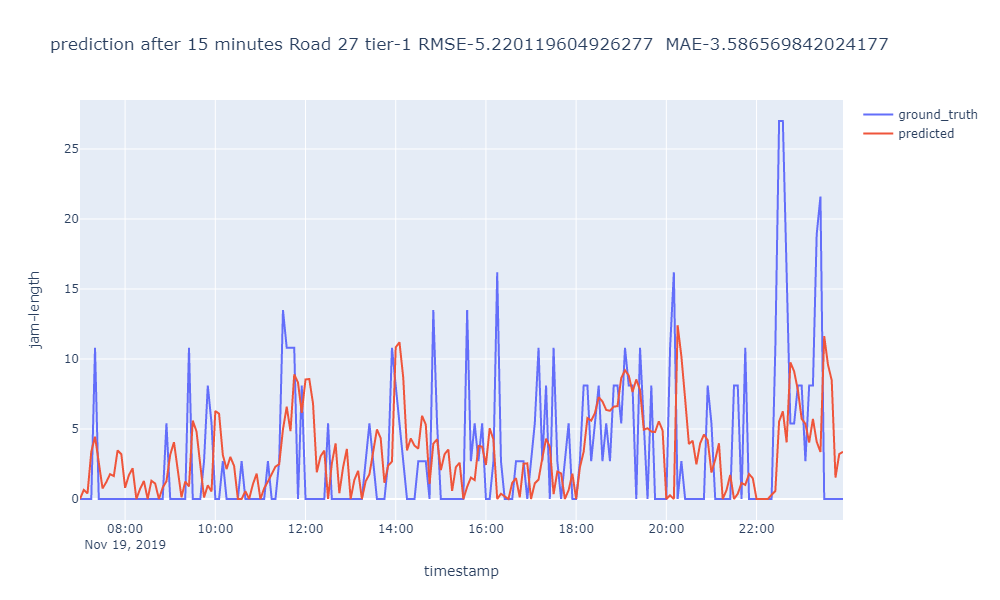 prediction after 15 minutes Road 27 tier-1 RMSE-5.220119604926277  MAE-3.586569842024177
ground_truth
predicted
25
20
15
10
5
0
jam-length
08:00 10:00 12:00 14:00 16:00 18:00 20:00 22:00
Nov 19, 2019
timestamp